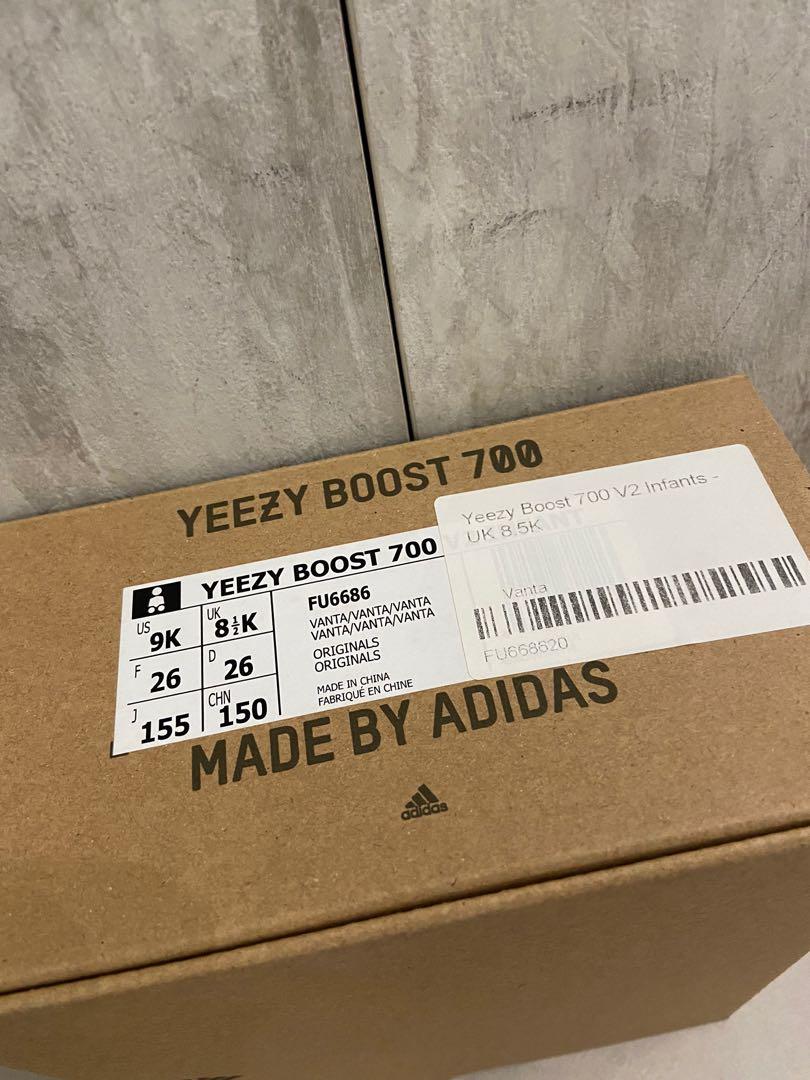 YEEZY BOOST 700
YEEZY BOOST 700
US
9K
UK
8½K
F
26
D
26
J
155
CHN
150
FU6686
VANTA/VANTA/VANTA
VANTA/VANTA/VANTA
ORIGINALS
ORIGINALS
MADE IN CHINA
FABRIQUÉ EN CHINE
Yeezy Boost 700 V2 Infants -
UK 8.5K
Vanta
FU668620
MADE BY ADIDAS
adidas